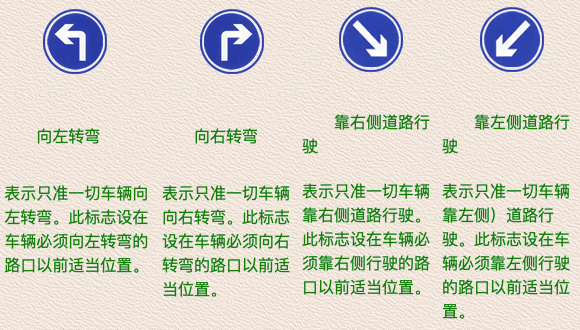 向左转弯
表示只准一切车辆向
左转弯。此标志设在
车辆必须向左转弯的
路口以前适当位置。
向右转弯
表示只准一切车辆
向右转弯。此标志
设在车辆必须向右
转弯的路口以前适
当位置。
靠右侧道路行
驶
表示只准一切车辆
靠右侧道路行驶。
此标志设在车辆必
须靠右侧行驶的路
口以前适当位置。
靠左侧道路行
驶
表示只准一切车辆
靠左侧）道路行
驶。此标志设在车
辆必须靠左侧行驶
的路口以前适当位
置。